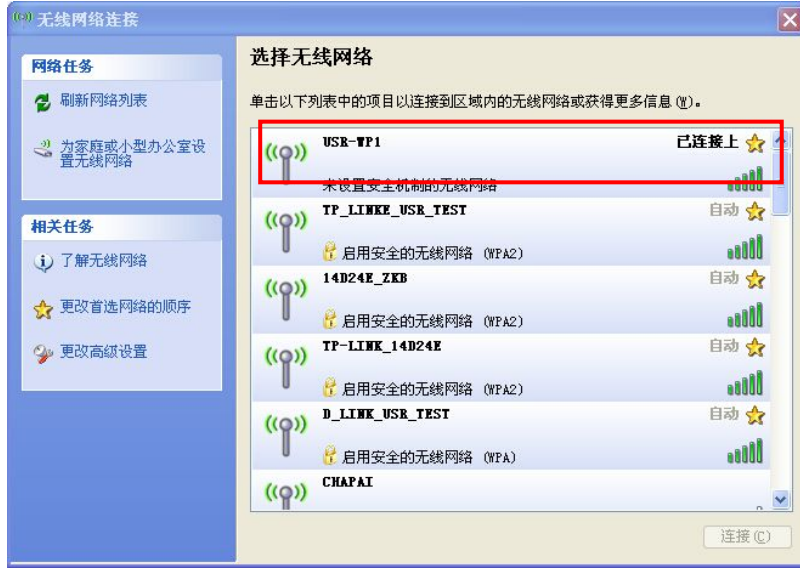 无线网络连接
网络任务
刷新网络列表
为家庭或小型办公室设
置无线网络
相关任务
了解无线网络
更改首选网络的顺序
更改高级设置
选择无线网络
单击以下列表中的项目以连接到区域内的无线网络或获得更多信息(W)。
USR-WP1 已连接上
未设置安全机制的无线网络
TP_LINKE_USR_TEST 自动
启用安全的无线网络 (WPA2)
14D24E_ZKB 自动
启用安全的无线网络 (WPA2)
TP-LINK_14D24E 自动
启用安全的无线网络 (WPA2)
D_LINK_USR_TEST 自动
启用安全的无线网络 (WPA)
CHAPAI
连接(C)